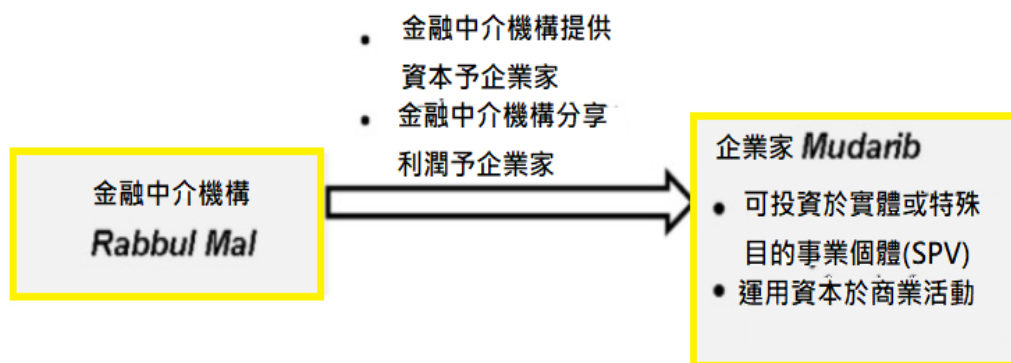 • 金融中介機構提供
資本予企業家
• 金融中介機構分享
利潤予企業家
金融中介機構
Rabbul Mal
企業家 Mudarib
• 可投資於實體或特殊
目的事業個體(SPV)
• 運用資本於商業活動